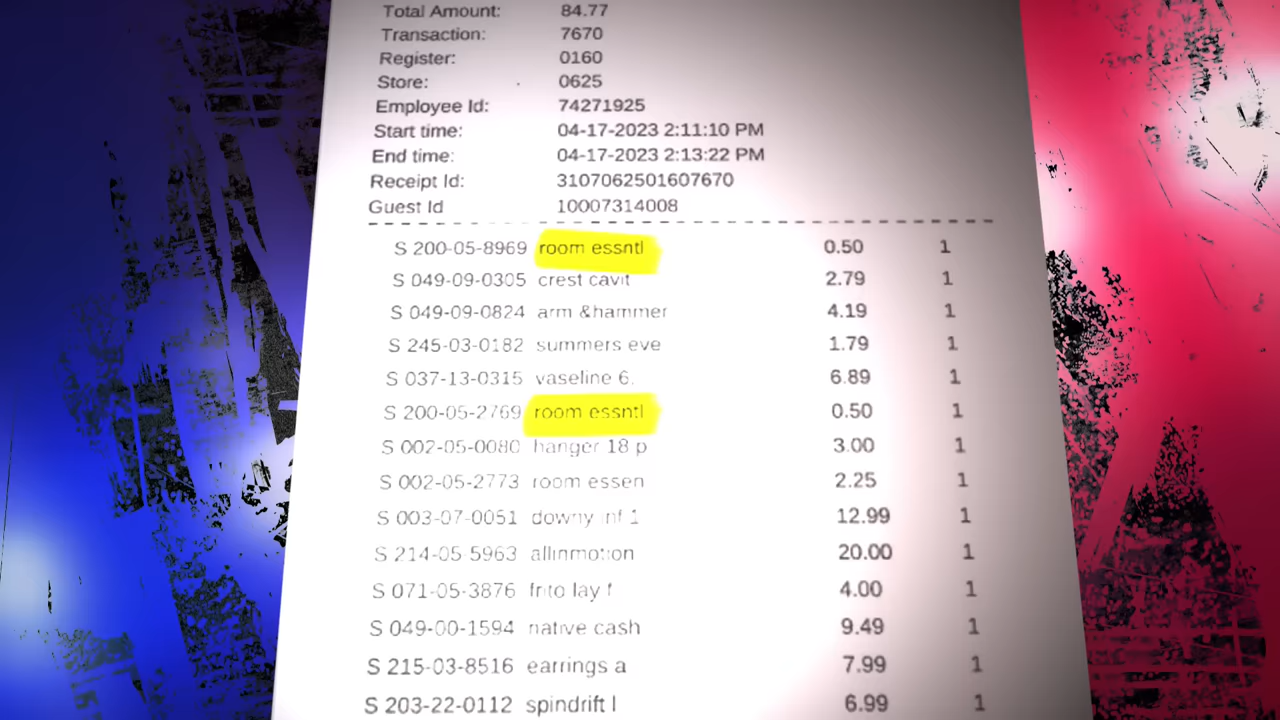 Total Amount: 84.77
Transaction: 7670
Register: 0160
Store: 0625
Employee Id: 74271925
Start time: 04-17-2023 2:11:10 PM
End time: 04-17-2023 2:13:22 PM
Receipt Id: 3107062501607670
Guest Id 10007314008
S 200-05-8969 room essntl 0.50 1
S 049-09-0305 crest cavit 2.79 1
S 049-09-0824 arm &hammer 4.19 1
S 245-03-0182 summers eve 1.79 1
S 037-13-0315 vaseline 6. 6.89 1
S 200-05-2769 room essntl 0.50 1
S 002-05-0080 hanger 18 p 3.00 1
S 002-05-2773 room essen 2.25 1
S 003-07-0051 downy inf 1 12.99 1
S 214-05-5963 allinmotion 20.00 1
S 071-05-3876 frito lay f 4.00 1
S 049-00-1594 native cash 9.49 1
S 215-03-8516 earrings a 7.99 1
S 203-22-0112 spindrift l 6.99 1